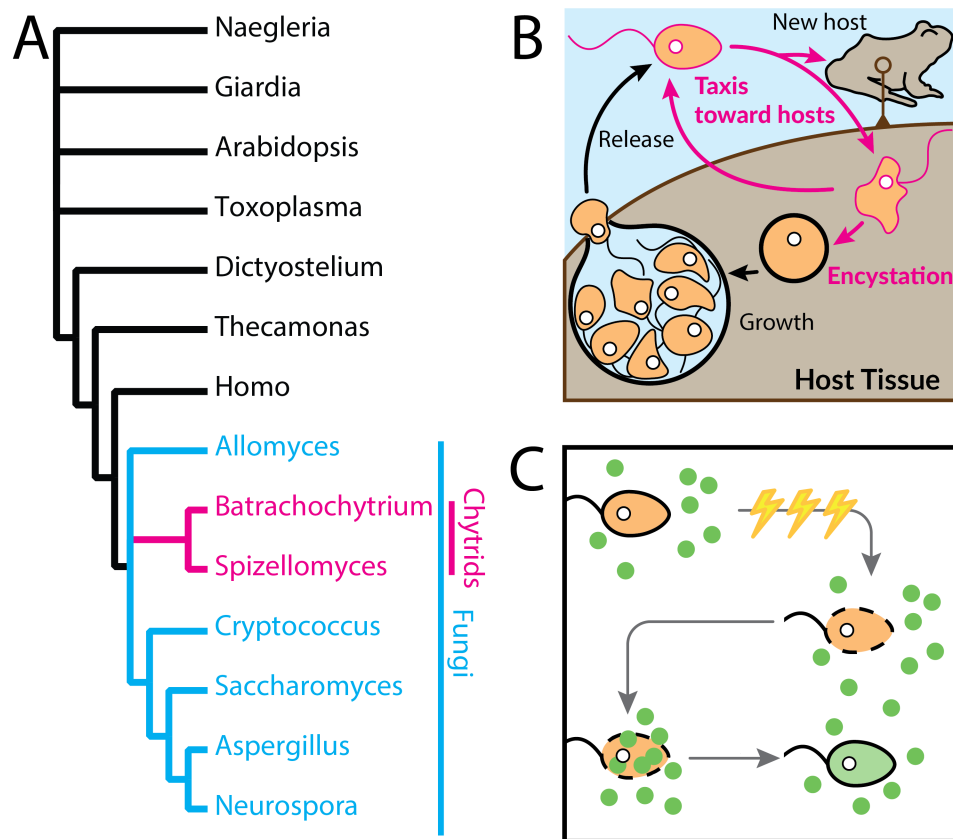 A
Naegleria
Giardia
Arabidopsis
Toxoplasma
Dictyostelium
Thecamonas
Homo
Allomyces
Batrachochytrium
Spizellomyces
Cryptococcus
Saccharomyces
Aspergillus
Neurospora
Chytrids
Fungi
B
New host
Taxis
toward hosts
Release
Encystation
Growth
Host Tissue
C